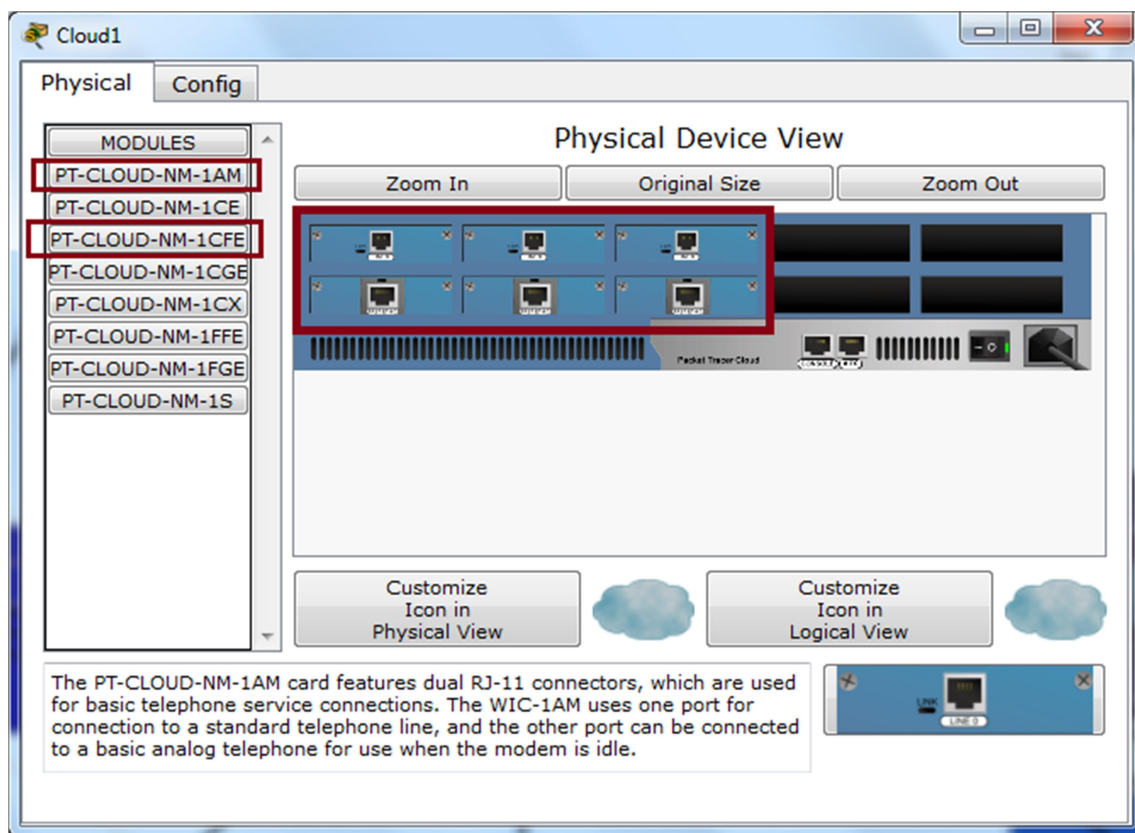 Cloud1
Physical
Config
MODULES
PT-CLOUD-NM-1AM
PT-CLOUD-NM-1CE
PT-CLOUD-NM-1CFE
PT-CLOUD-NM-1CGE
PT-CLOUD-NM-1CX
PT-CLOUD-NM-1FFE
PT-CLOUD-NM-1FGE
PT-CLOUD-NM-1S
Physical Device View
Zoom In
Original Size
Zoom Out
Packet Tracer Cloud
Customize
Icon in
Physical View
Customize
Icon in
Logical View
The PT-CLOUD-NM-1AM card features dual RJ-11 connectors, which are used
for basic telephone service connections. The WIC-1AM uses one port for
connection to a standard telephone line, and the other port can be connected
to a basic analog telephone for use when the modem is idle.
LINK
LINE 0